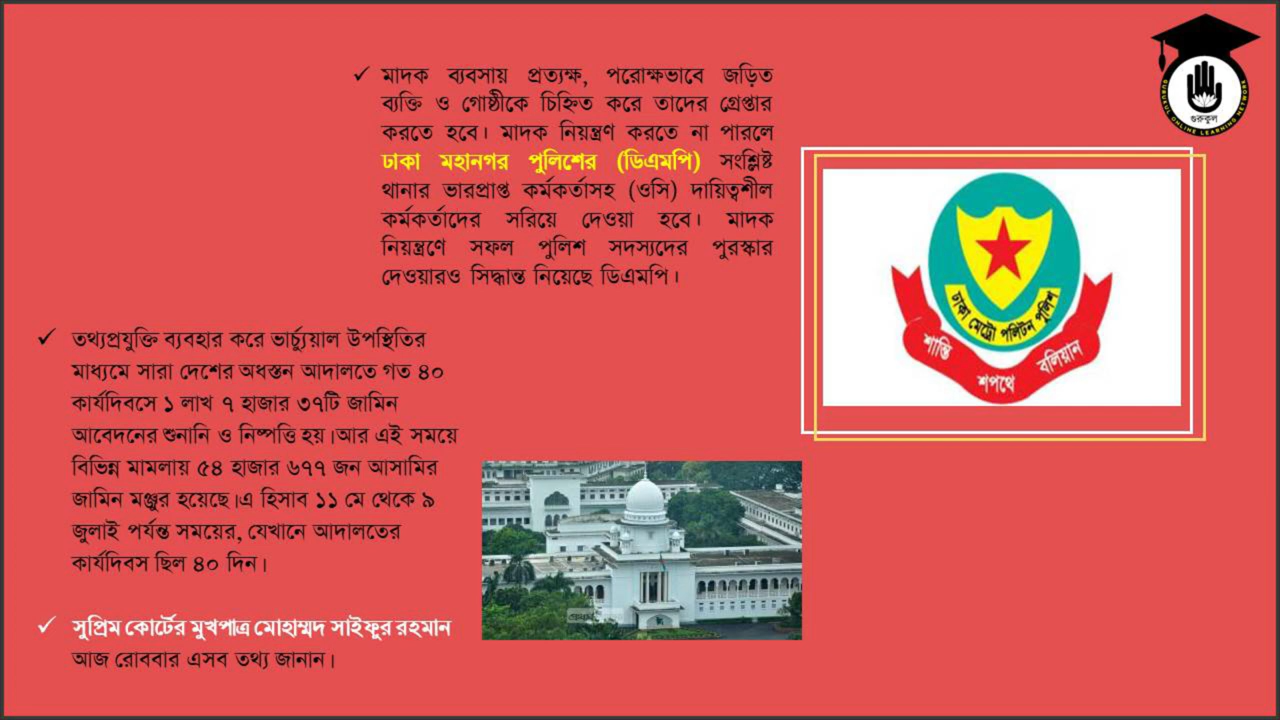 ✓ মাদক ব্যবসায় প্রত্যক্ষ, পরোক্ষভাবে জড়িত
ব্যক্তি ও গোষ্ঠীকে চিহ্নিত করে তাদের গ্রেপ্তার
করতে হবে। মাদক নিয়ন্ত্রণ করতে না পারলে
ঢাকা মহানগর পুলিশের (ডিএমপি) সংশ্লিষ্ট
থানার ভারপ্রাপ্ত কর্মকর্তাসহ (ওসি) দায়িত্বশীল
কর্মকর্তাদের সরিয়ে দেওয়া হবে। মাদক
নিয়ন্ত্রণে সফল পুলিশ সদস্যদের পুরস্কার
দেওয়ারও সিদ্ধান্ত নিয়েছে ডিএমপি।
গুরুকুল
GURUKUL ONLINE LEARNING NETWORK
ঢাকা মেট্রো পলিটন পুলিশ
শান্তি শপথে বলিয়ান
✓ তথ্যপ্রযুক্তি ব্যবহার করে ভার্চ্যুয়াল উপস্থিতির
মাধ্যমে সারা দেশের অধস্তন আদালতে গত ৪০
কার্যদিবসে ১ লাখ ৭ হাজার ৩৭টি জামিন
আবেদনের শুনানি ও নিষ্পত্তি হয়।আর এই সময়ে
বিভিন্ন মামলায় ৫৪ হাজার ৬৭৭ জন আসামির
জামিন মঞ্জুর হয়েছে।এ হিসাব ১১ মে থেকে ৯
জুলাই পর্যন্ত সময়ের, যেখানে আদালতের
কার্যদিবস ছিল ৪০ দিন।
✓ সুপ্রিম কোর্টের মুখপাত্র মোহাম্মদ সাইফুর রহমান
আজ রোববার এসব তথ্য জানান।